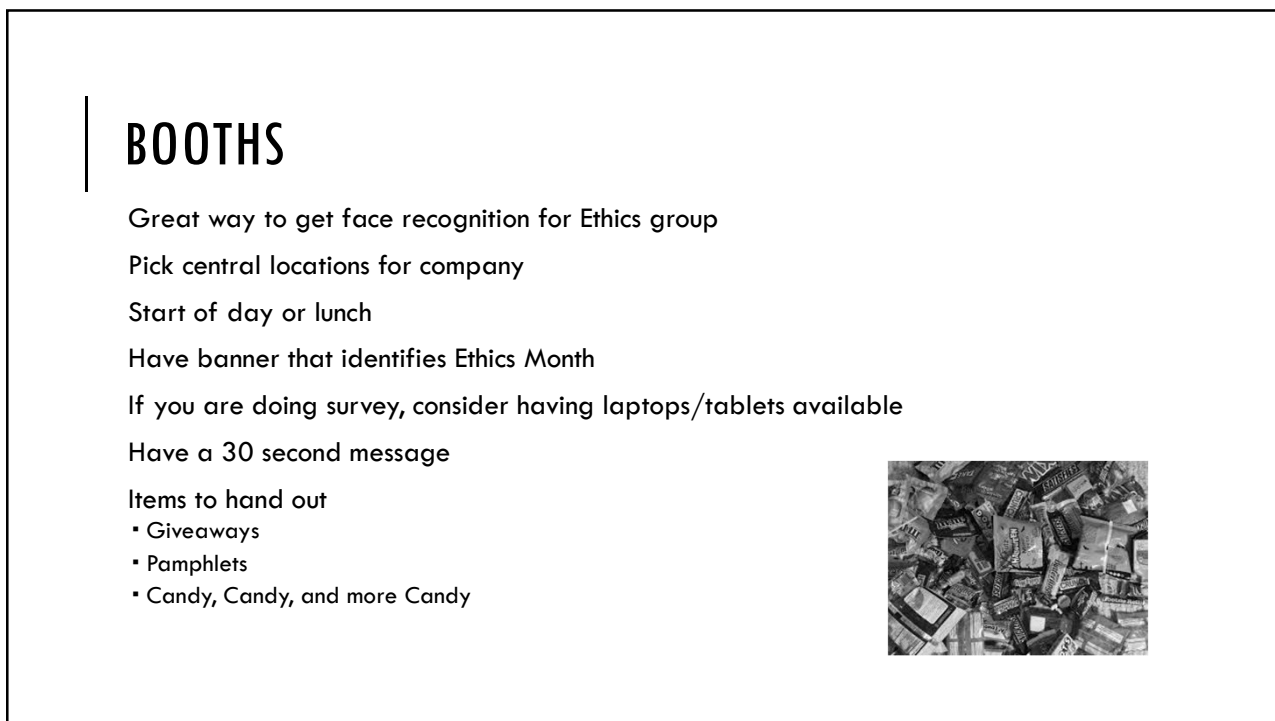 BOOTHS
Great way to get face recognition for Ethics group
Pick central locations for company
Start of day or lunch
Have banner that identifies Ethics Month
If you are doing survey, consider having laptops/tablets available
Have a 30 second message
Items to hand out
▪ Giveaways
▪ Pamphlets
▪ Candy, Candy, and more Candy